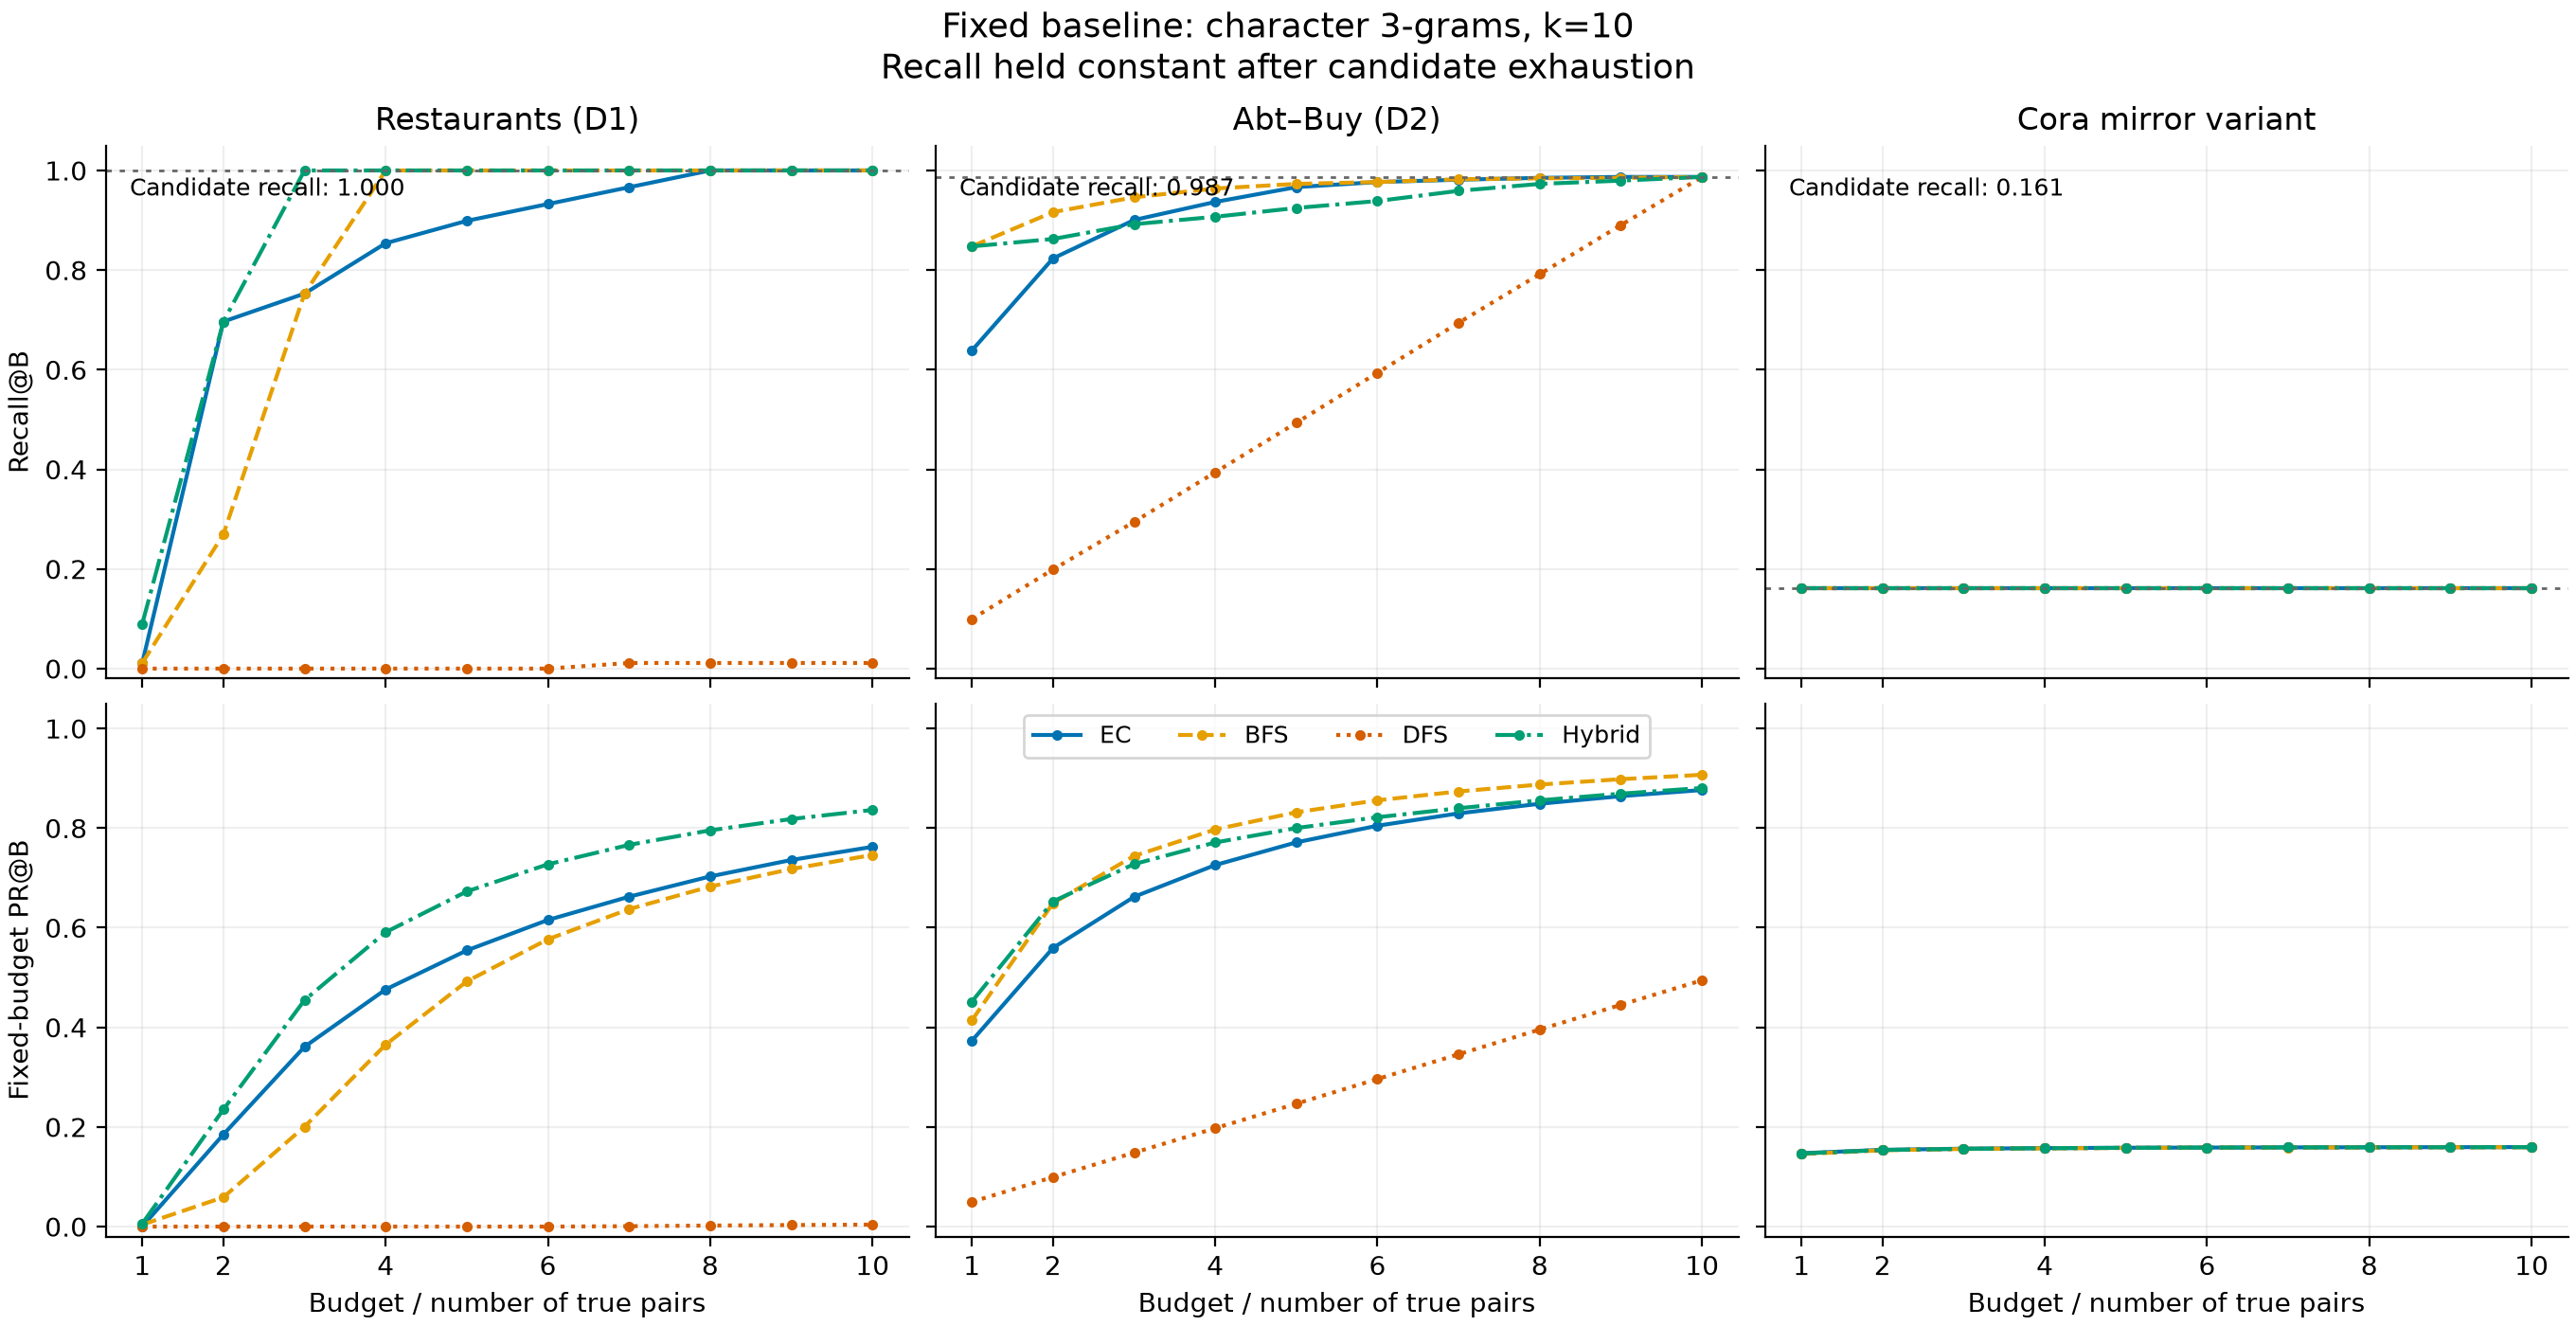 Fixed baseline: character 3-grams, k=10
Recall held constant after candidate exhaustion
Restaurants (D1)
Abt–Buy (D2)
Cora mirror variant
Recall@B
1.0
0.8
0.6
0.4
0.2
0.0
Candidate recall: 1.000
Candidate recall: 0.987
Candidate recall: 0.161
Fixed-budget PR@B
1.0
0.8
0.6
0.4
0.2
0.0
EC BFS DFS Hybrid
1 2 4 6 8 10
1 2 4 6 8 10
1 2 4 6 8 10
Budget / number of true pairs
Budget / number of true pairs
Budget / number of true pairs